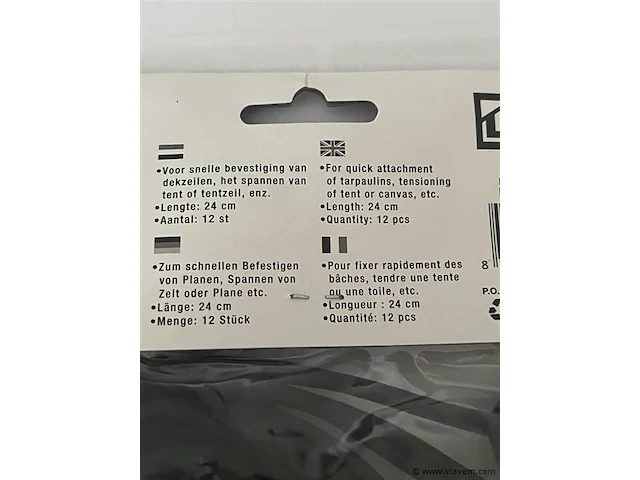 •Voor snelle bevestiging van
dekzeilen, het spannen van
tent of tentzeil, enz.
•Lengte: 24 cm
•Aantal: 12 st
•For quick attachment
of tarpaulins, tensioning
of tent or canvas, etc.
•Length: 24 cm
•Quantity: 12 pcs
•Zum schnellen Befestigen
von Planen, Spannen von
Zelt oder Plane etc.
•Länge: 24 cm
•Menge: 12 Stück
•Pour fixer rapidement des
bâches, tendre une tente
ou une toile, etc.
•Longueur : 24 cm
•Quantité: 12 pcs
8
P.O.
© www.vlavem.com